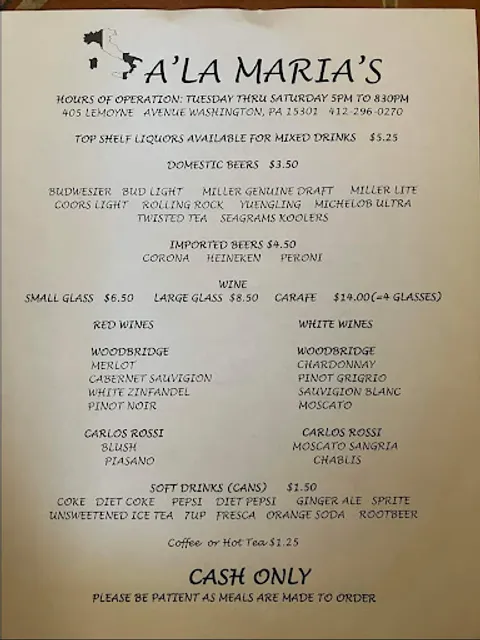 A'LA MARIA'S
HOURS OF OPERATION: TUESDAY THRU SATURDAY 5PM TO 830PM
405 LEMOYNE AVENUE WASHINGTON, PA 15301 412-296-0270
TOP SHELF LIQUORS AVAILABLE FOR MIXED DRINKS $5.25
DOMESTIC BEERS $3.50
BUDWESIER BUD LIGHT MILLER GENUINE DRAFT MILLER LITE
COORS LIGHT ROLLING ROCK YUENGLING MICHELOB ULTRA
TWISTED TEA SEAGRAMS KOOLERS
IMPORTED BEERS $4.50
CORONA HEINEKEN PERONI
WINE
SMALL GLASS $6.50 LARGE GLASS $8.50 CARAFE $14.00(=4 GLASSES)
RED WINES
WOODBRIDGE
MERLOT
CABERNET SAUVIGION
WHITE ZINFANDEL
PINOT NOIR
CARLOS ROSSI
BLUSH
PIASANO
WHITE WINES
WOODBRIDGE
CHARDONNAY
PINOT GRIGRIO
SAUVIGION BLANC
MOSCATO
CARLOS ROSSI
MOSCATO SANGRIA
CHABLIS
SOFT DRINKS (CANS) $1.50
COKE DIET COKE PEPSI DIET PEPSI GINGER ALE SPRITE
UNSWEETENED ICE TEA 7UP FRESCA ORANGE SODA ROOTBEER
Coffee or Hot Tea $1.25
CASH ONLY
PLEASE BE PATIENT AS MEALS ARE MADE TO ORDER